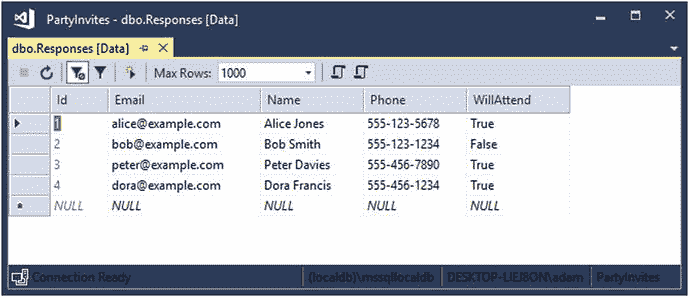 PartyInvites - dbo.Responses [Data]
dbo.Responses [Data]
Max Rows: 1000
Id Email Name Phone WillAttend
1 alice@example.com Alice Jones 555-123-5678 True
2 bob@example.com Bob Smith 555-123-1234 False
3 peter@example.com Peter Davies 555-456-7890 True
4 dora@example.com Dora Francis 555-456-1234 True
NULL NULL NULL NULL NULL
Connection Ready (localdb)\mssqllocaldb PartyInvites